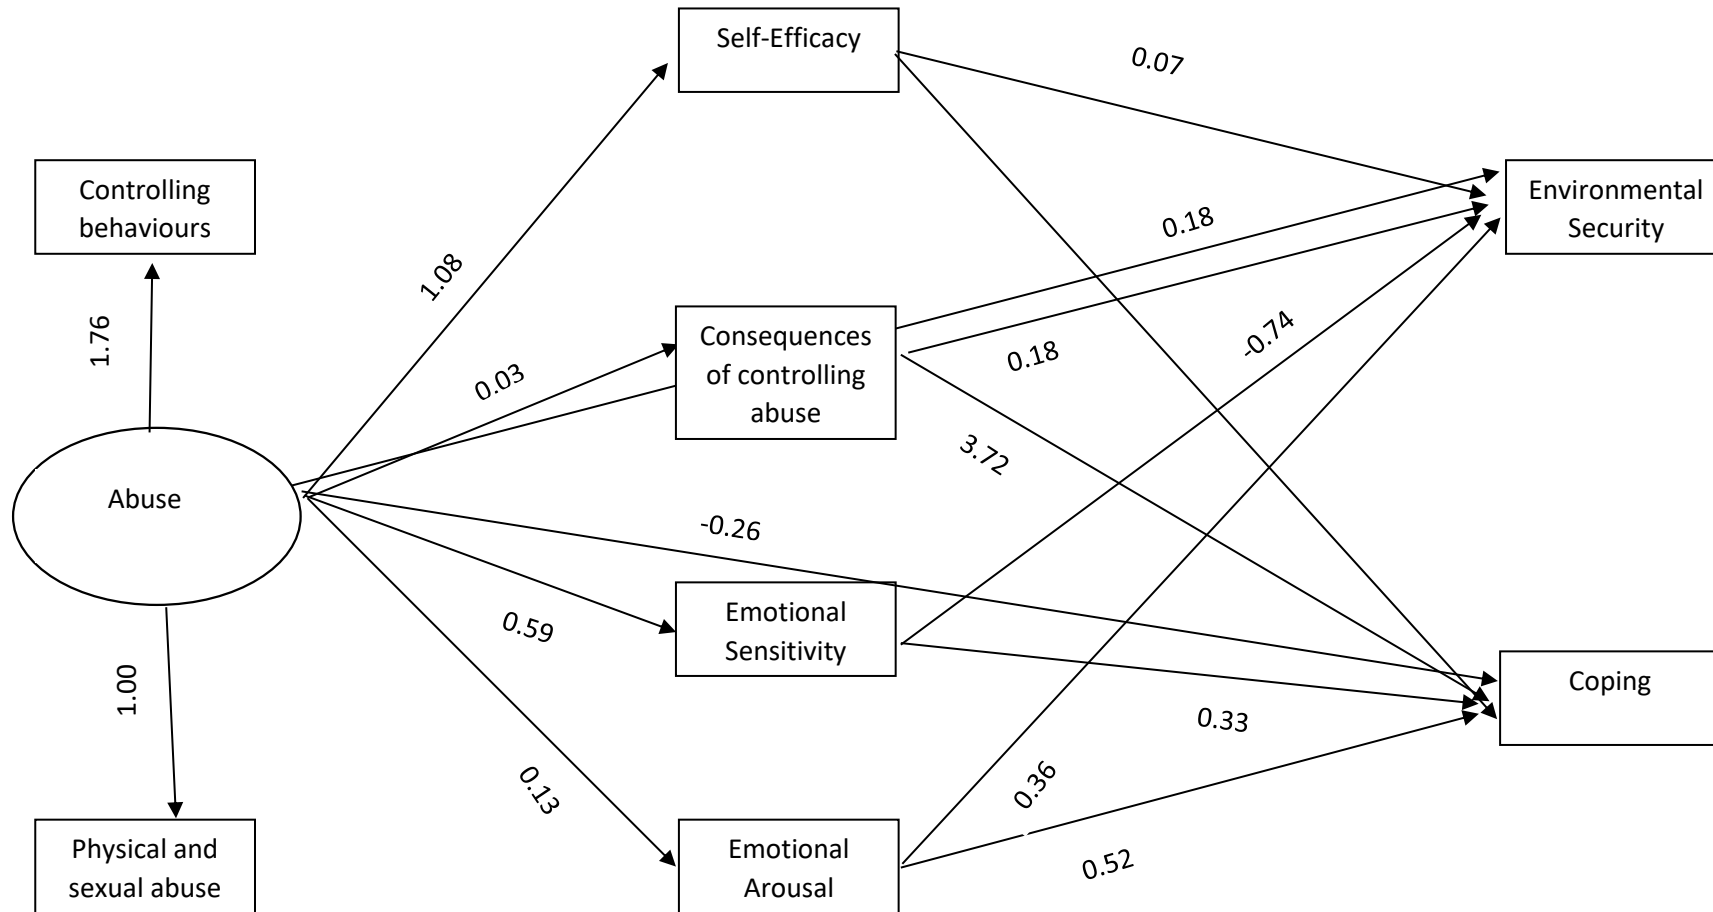 Self-Efficacy
0.07
Controlling
behaviours
Environmental
Security
0.18
1.08
1.76
Consequences
of controlling
abuse
-0.74
0.18
0.03
3.72
Abuse
-0.26
Emotional
Sensitivity
0.59
1.00
Coping
0.33
0.13
0.36
Physical and
sexual abuse
Emotional
Arousal
0.52